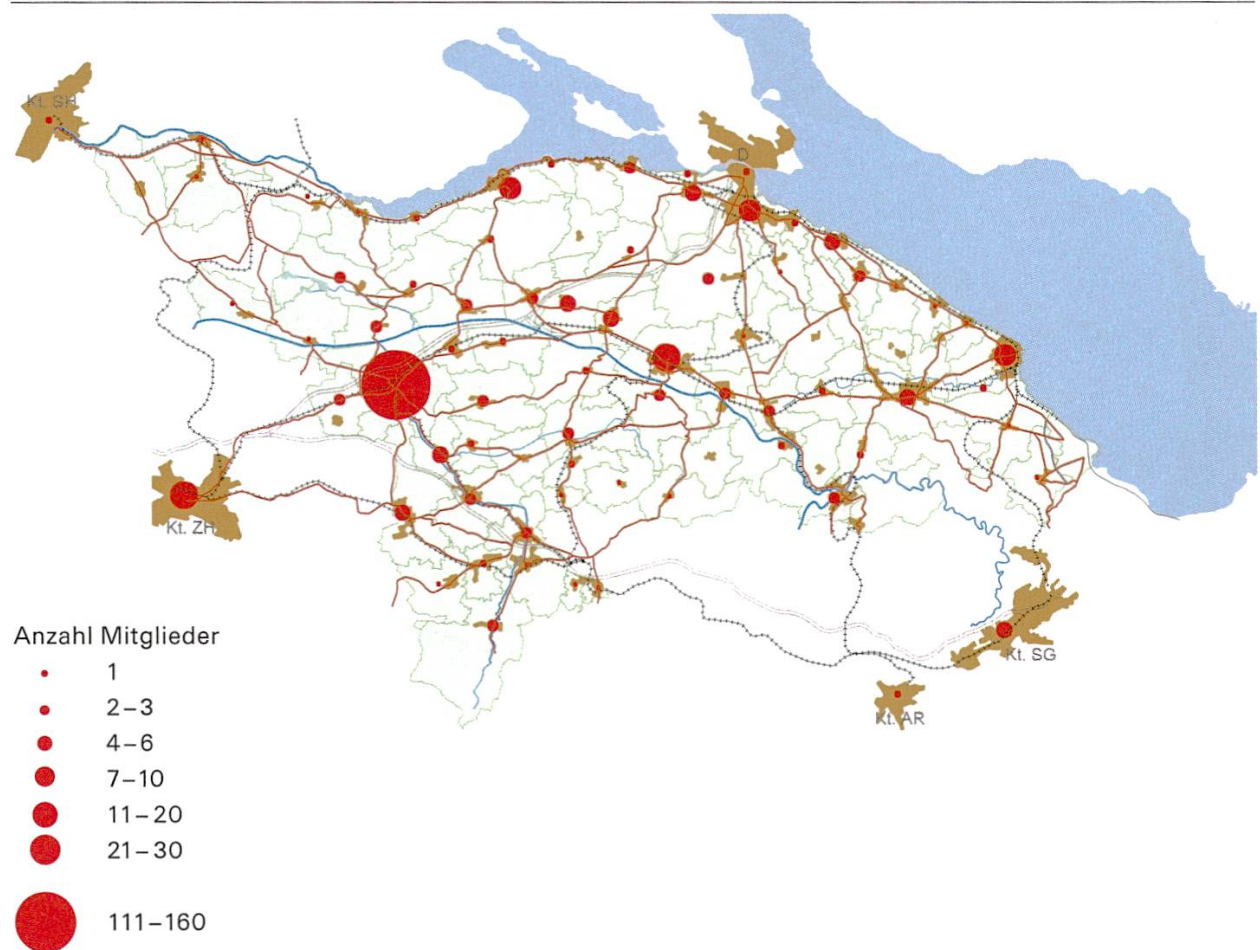 Kt. SH
D
Kt. ZH
Kt. SG
Kt. AR
Anzahl Mitglieder
1
2–3
4–6
7–10
11–20
21–30
111–160